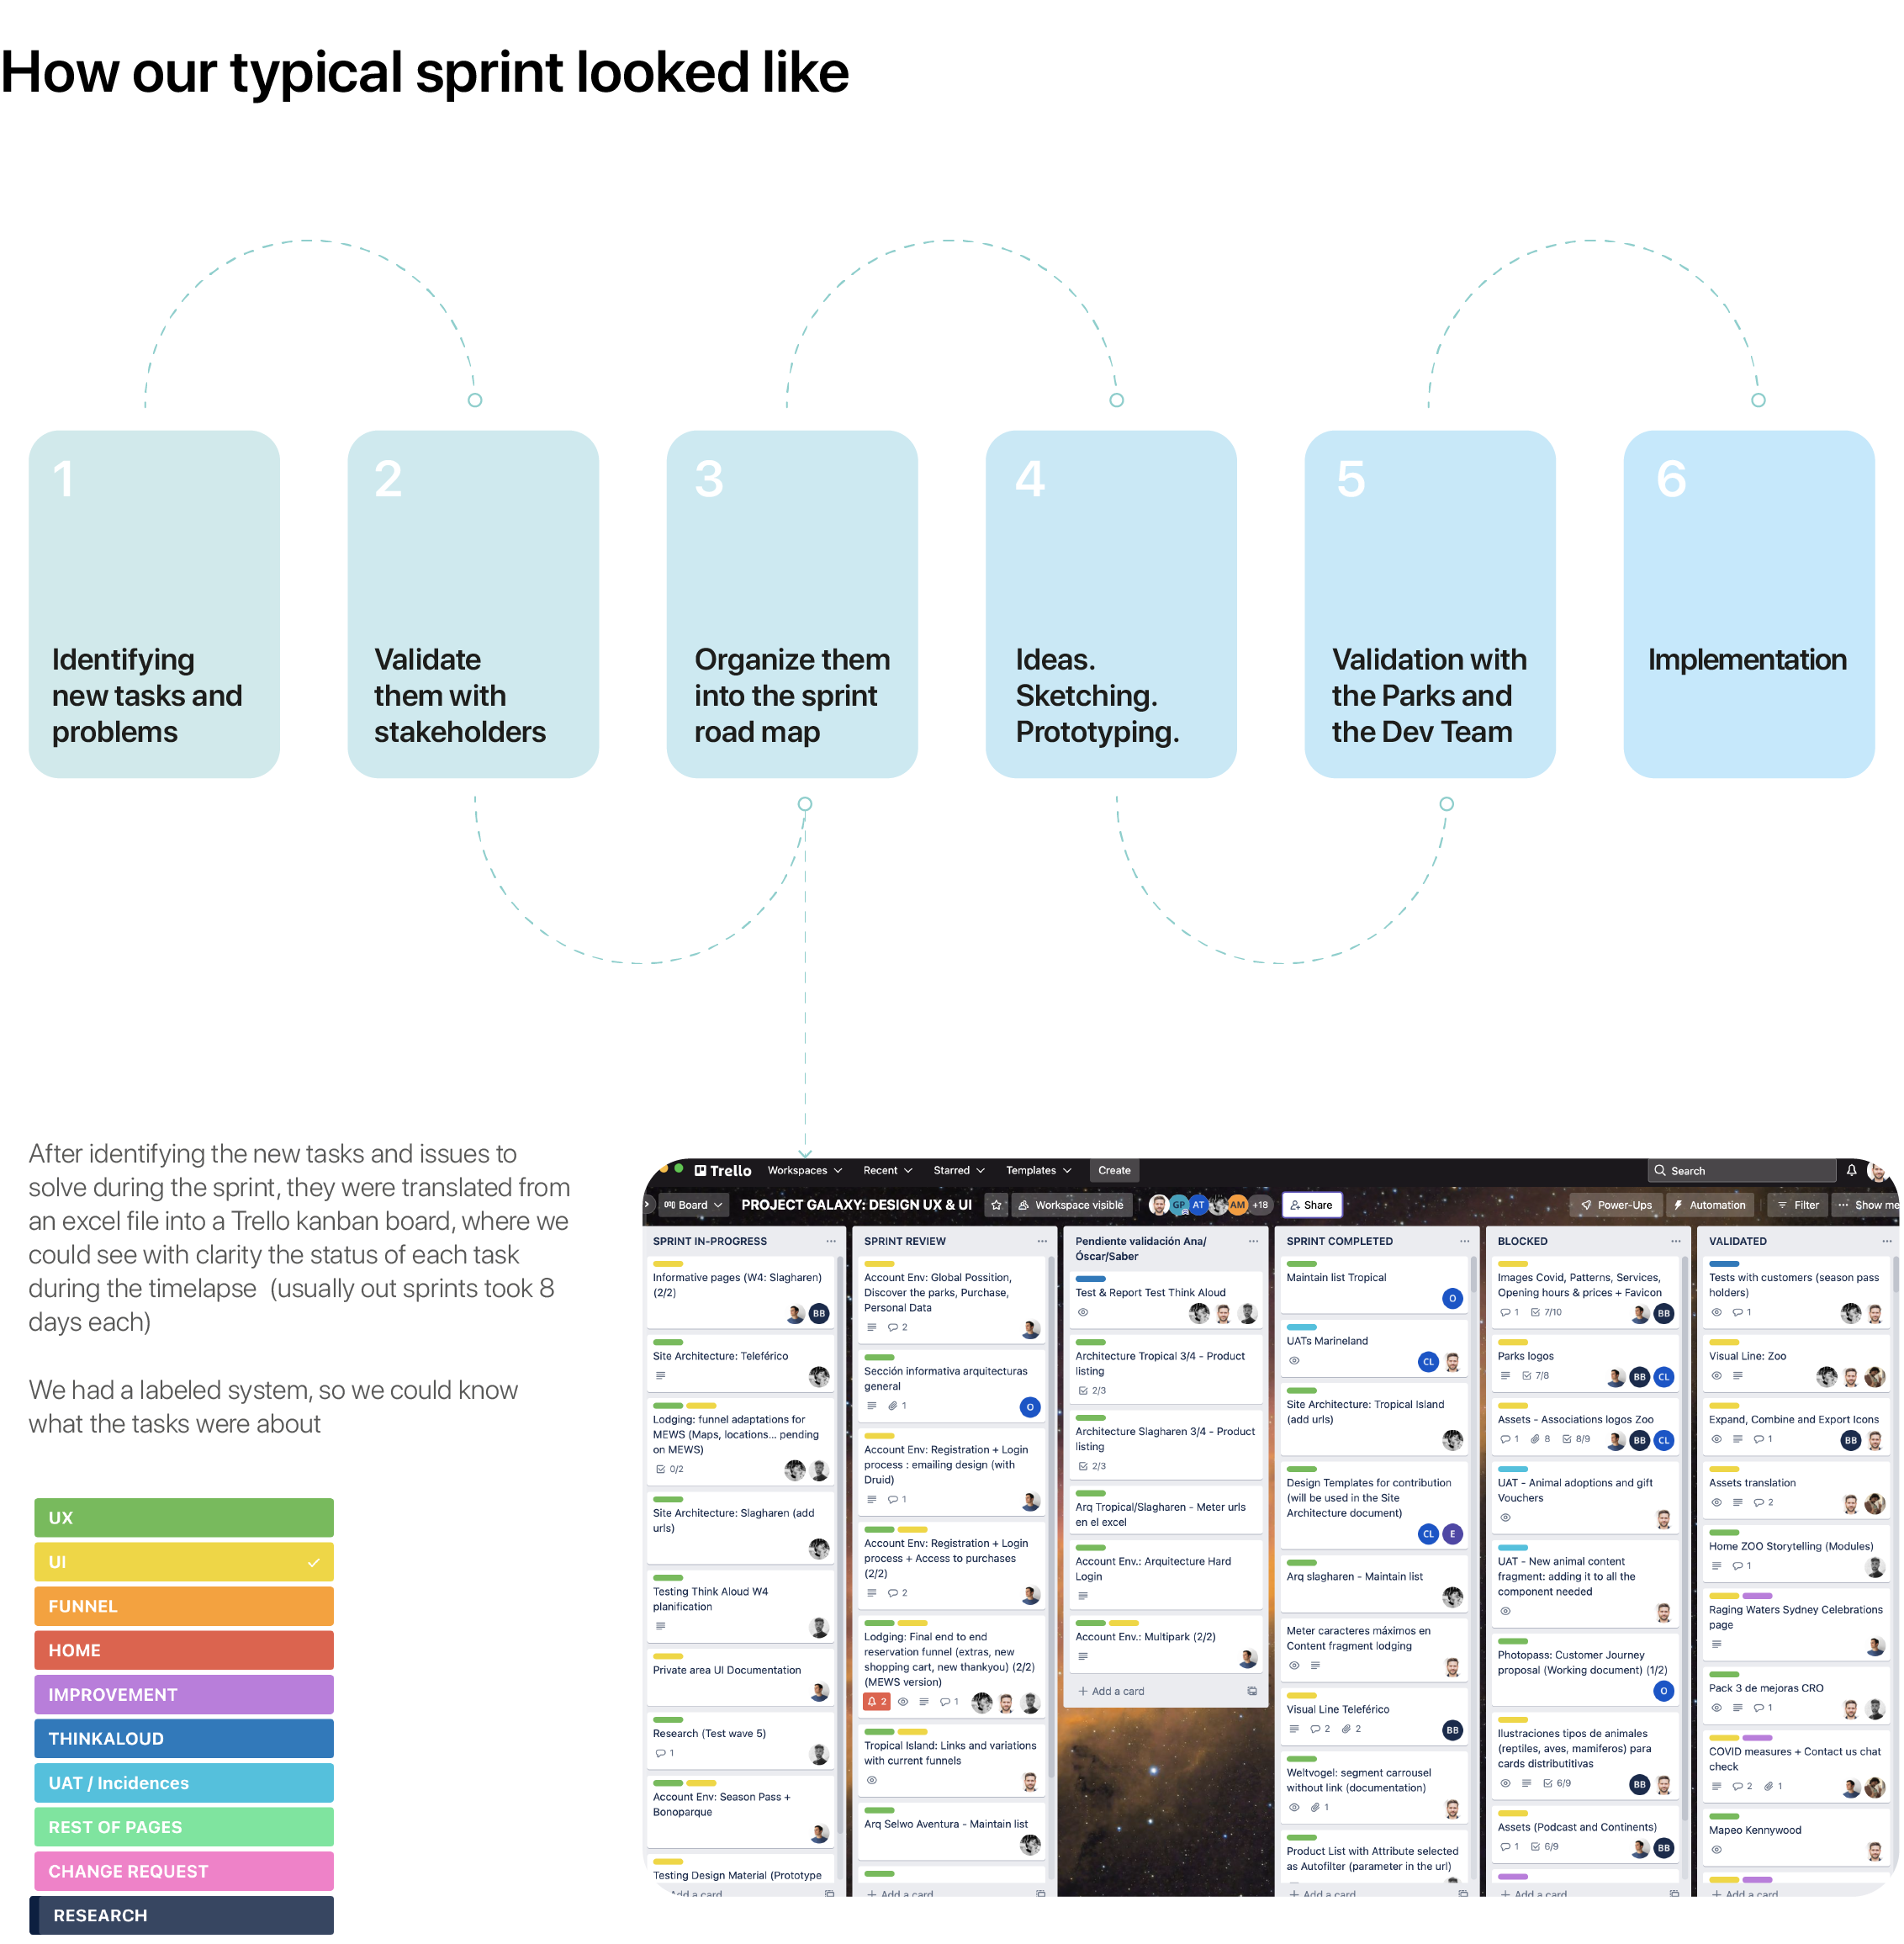 How our typical sprint looked like
1
Identifying
new tasks and
problems
2
Validate
them with
stakeholders
3
Organize them
into the sprint
road map
4
Ideas.
Sketching.
Prototyping.
5
Validation with
the Parks and
the Dev Team
6
Implementation
After identifying the new tasks and issues to
solve during the sprint, they were translated from
an excel file into a Trello kanban board, where we
could see with clarity the status of each task
during the timelapse  (usually out sprints took 8
days each)
We had a labeled system, so we could know
what the tasks were about
UX
UI
FUNNEL
HOME
IMPROVEMENT
THINKALOUD
UAT / Incidences
REST OF PAGES
CHANGE REQUEST
RESEARCH
Trello Workspaces Recent Starred Templates Create Search
Board PROJECT GALAXY: DESIGN UX & UI Workspace visible GP AT AM +18 Share Power-Ups Automation Filter ··· Show me
SPRINT IN-PROGRESS
Informative pages (W4: Slagharen)
(2/2)
BB
Site Architecture: Teleférico
Lodging: funnel adaptations for
MEWS (Maps, locations... pending
on MEWS)
0/2
Site Architecture: Slagharen (add
urls)
Testing Think Aloud W4
planification
Private area UI Documentation
Research (Test wave 5)
1
Account Env: Season Pass +
Bonoparque
Testing Design Material (Prototype
Add a card
SPRINT REVIEW
Account Env: Global Possition,
Discover the parks, Purchase,
Personal Data
2
Sección informativa arquitecturas
general
1 O
Account Env: Registration + Login
process : emailing design (with
Druid)
1
Account Env: Registration + Login
process + Access to purchases
(2/2)
2
Lodging: Final end to end
reservation funnel (extras, new
shopping cart, new thankyou) (2/2)
(MEWS version)
2 1
Tropical Island: Links and variations
with current funnels
Arq Selwo Aventura - Maintain list
+ Add a card
Pendiente validación Ana/
Óscar/Saber
Test & Report Test Think Aloud
Architecture Tropical 3/4 - Product
listing
2/3
Architecture Slagharen 3/4 - Product
listing
2/3
Arq Tropical/Slagharen - Meter urls
en el excel
Account Env.: Arquitecture Hard
Login
Account Env.: Multipark (2/2)
+ Add a card
SPRINT COMPLETED
Maintain list Tropical
O
UATs Marineland
CL
Site Architecture: Tropical Island
(add urls)
Design Templates for contribution
(will be used in the Site
Architecture document)
CL E
Arq slagharen - Maintain list
Meter caracteres máximos en
Content fragment lodging
Visual Line Teleférico
2 2 BB
Weltvogel: segment carrousel
without link (documentation)
1
Product List with Attribute selected
as Autofilter (parameter in the url)
+ Add a card
BLOCKED
Images Covid, Patterns, Services,
Opening hours & prices + Favicon
1 7/10 BB
Parks logos
7/8 BB CL
Assets - Associations logos Zoo
1 8 8/9 BB CL
UAT - Animal adoptions and gift
Vouchers
UAT - New animal content
fragment: adding it to all the
component needed
Photopass: Customer Journey
proposal (Working document) (1/2)
O
Ilustraciones tipos de animales
(reptiles, aves, mamíferos) para
cards distributitivas
6/9 BB
Assets (Podcast and Continents)
1 6/9 BB
+ Add a card
VALIDATED
Tests with customers (season pass
holders)
1
Visual Line: Zoo
Expand, Combine and Export Icons
1 BB
Assets translation
2
Home ZOO Storytelling (Modules)
1
Raging Waters Sydney Celebrations
page
Pack 3 de mejoras CRO
1
COVID measures + Contact us chat
check
2 1
Mapeo Kennywood
+ Add a card